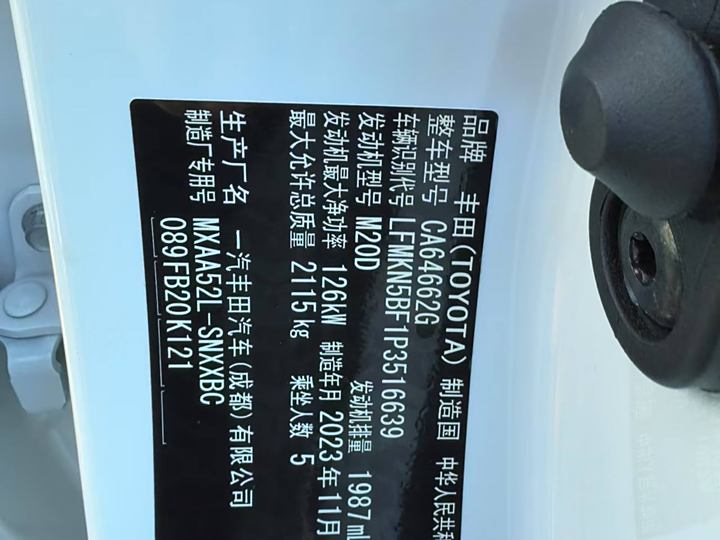 品牌 丰田(TOYOTA) 制造国 中华人民共和
整车型号 CA64662G
车辆识别代号 LFMKN5BF1P3516639
发动机型号 M20D 发动机排量 1987ml
发动机最大净功率 126kW 制造年月 2023年11月
最大允许总质量 2115kg 乘坐人数 5
生产厂名 一汽丰田汽车(成都)有限公司
制造厂专用号 MXAA52L-SNXXBC
089FB20K121